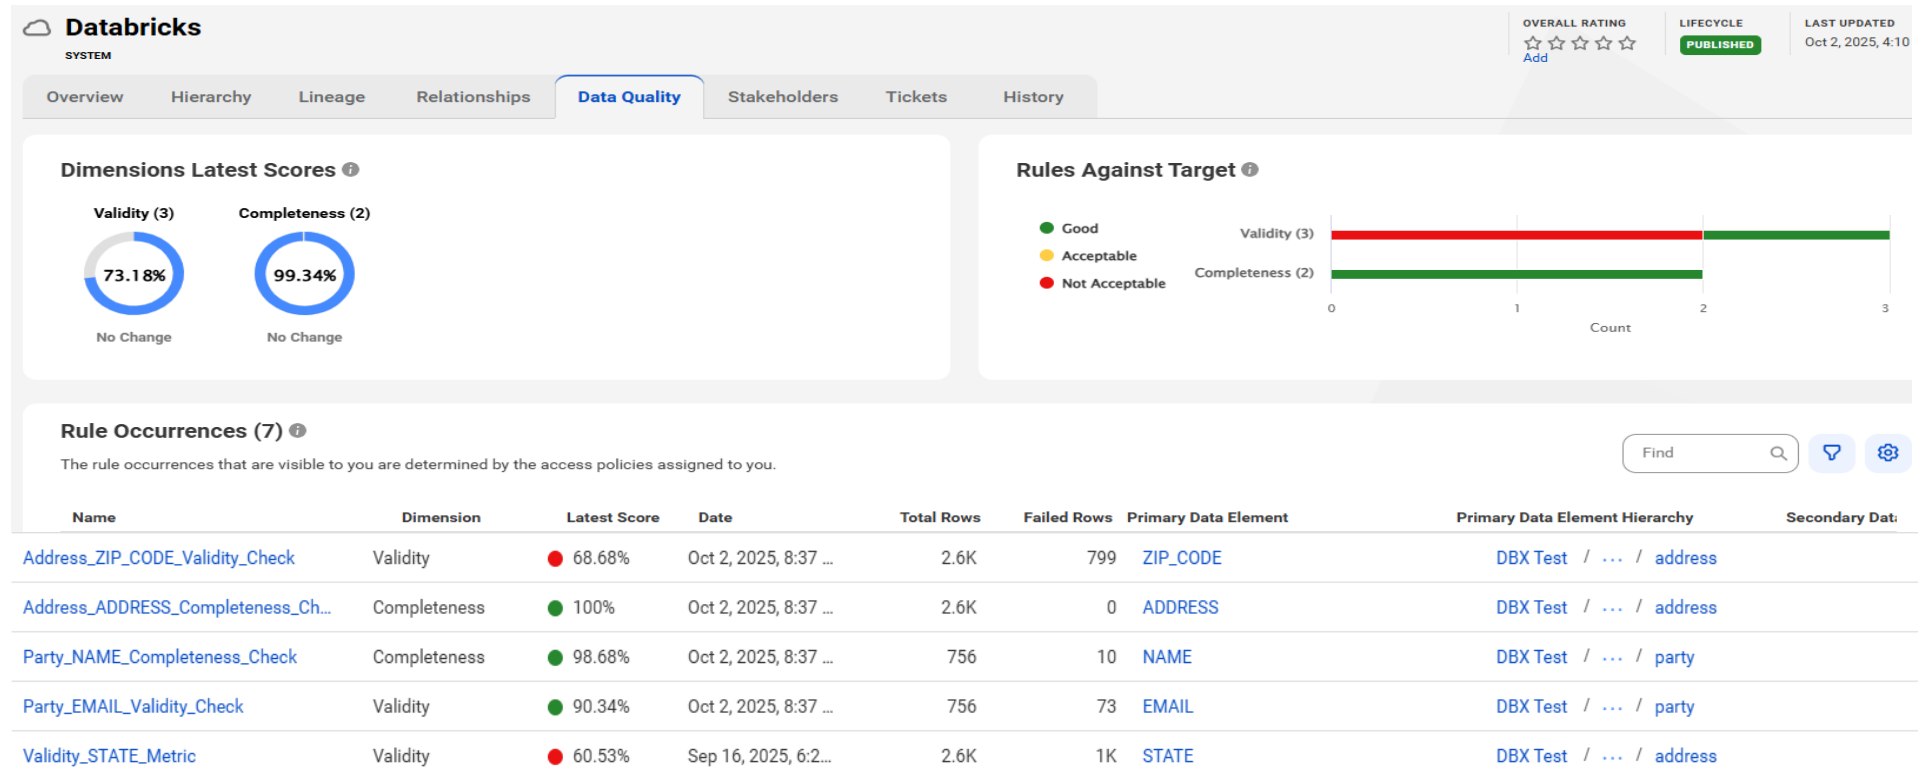 Databricks
SYSTEM
OVERALL RATING
Add
LIFECYCLE
PUBLISHED
LAST UPDATED
Oct 2, 2025, 4:10
Overview Hierarchy Lineage Relationships Data Quality Stakeholders Tickets History
Dimensions Latest Scores
Validity (3) Completeness (2)
73.18% 99.34%
No Change No Change
Rules Against Target
Good
Acceptable
Not Acceptable
Validity (3)
Completeness (2)
0 1 2 3
Count
Rule Occurrences (7)
The rule occurrences that are visible to you are determined by the access policies assigned to you.
Find
Name Dimension Latest Score Date Total Rows Failed Rows Primary Data Element Primary Data Element Hierarchy Secondary Data
Address_ZIP_CODE_Validity_Check Validity 68.68% Oct 2, 2025, 8:37 ... 2.6K 799 ZIP_CODE DBX Test / ... / address
Address_ADDRESS_Completeness_Ch... Completeness 100% Oct 2, 2025, 8:37 ... 2.6K 0 ADDRESS DBX Test / ... / address
Party_NAME_Completeness_Check Completeness 98.68% Oct 2, 2025, 8:37 ... 756 10 NAME DBX Test / ... / party
Party_EMAIL_Validity_Check Validity 90.34% Oct 2, 2025, 8:37 ... 756 73 EMAIL DBX Test / ... / party
Validity_STATE_Metric Validity 60.53% Sep 16, 2025, 6:2... 2.6K 1K STATE DBX Test / ... / address